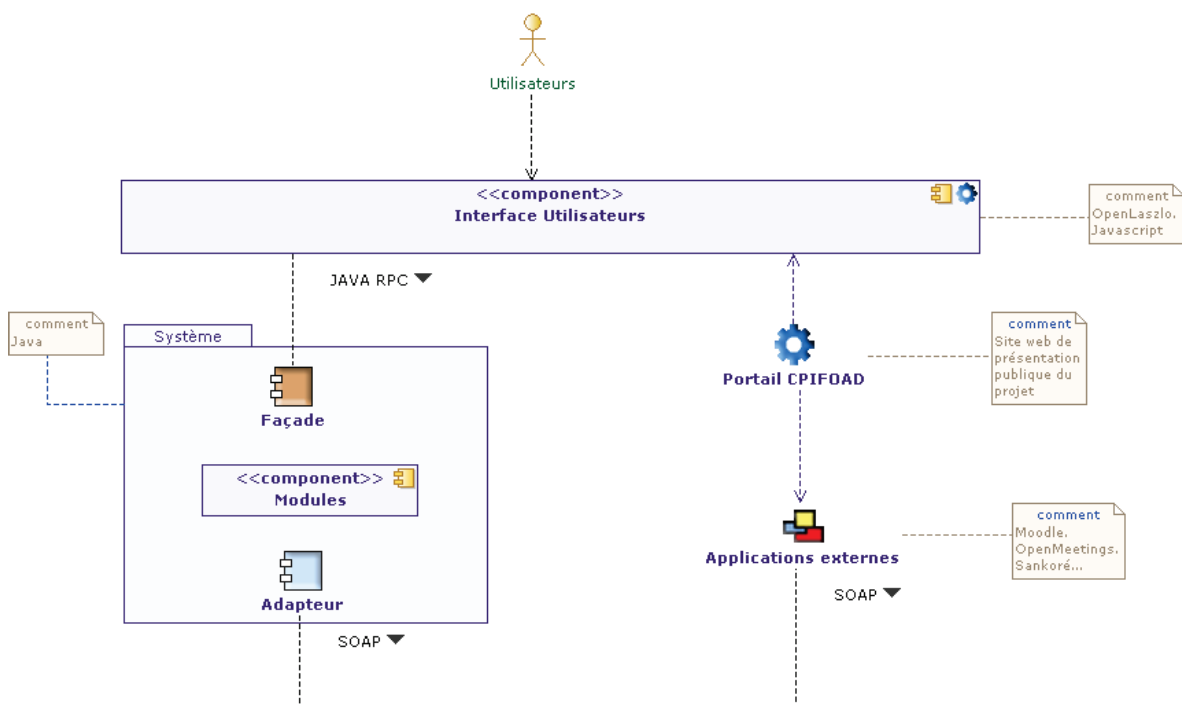 Utilisateurs
<<component>>
Interface Utilisateurs
comment
OpenLaszlo.
Javascript
JAVA RPC
comment
Java
Système
Façade
<<component>>
Modules
Adapteur
SOAP
Portail CPIFOAD
comment
Site web de
présentation
publique du
projet
Applications externes
comment
Moodle.
OpenMeetings.
Sankoré...
SOAP